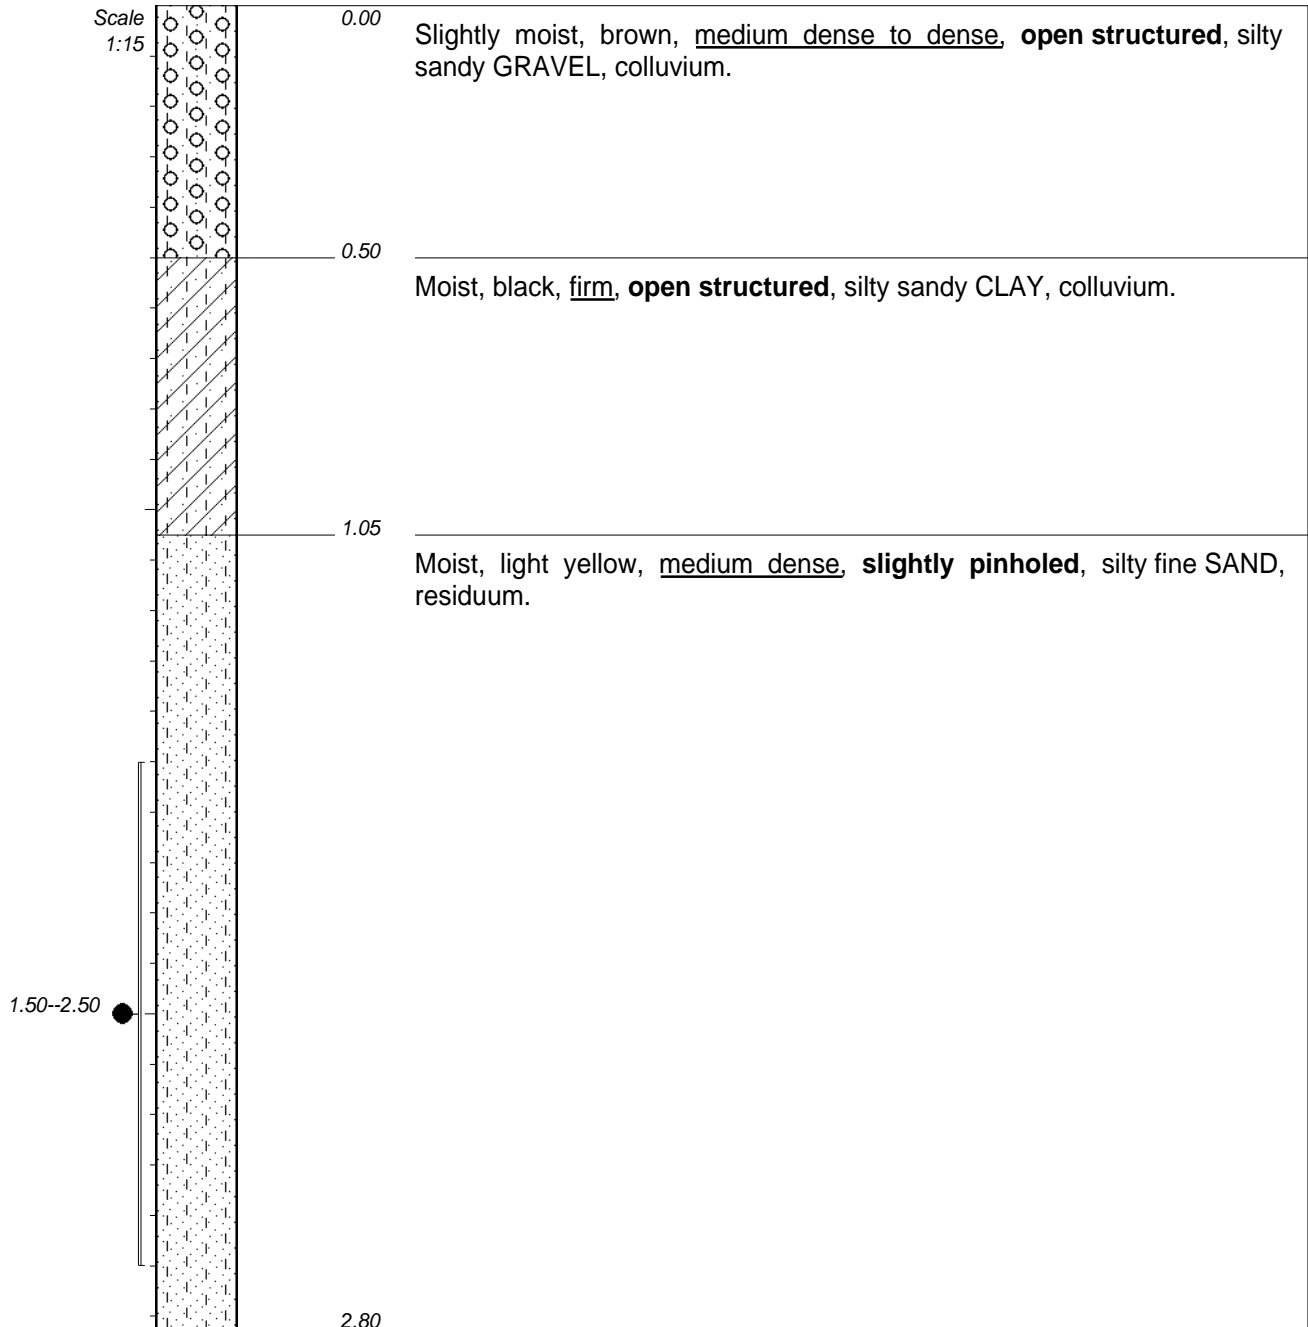 Scale
1:15
0.00
Slightly moist, brown, medium dense to dense, open structured, silty
sandy GRAVEL, colluvium.
0.50
Moist, black, firm, open structured, silty sandy CLAY, colluvium.
1.05
Moist, light yellow, medium dense, slightly pinholed, silty fine SAND,
residuum.
1.50--2.50
2.80